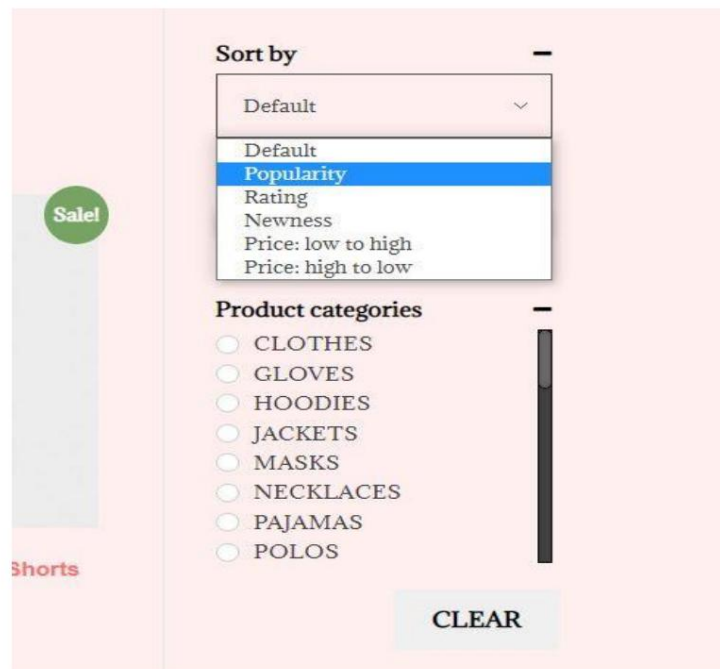 Sort by
Default
Default
Popularity
Rating
Newness
Price: low to high
Price: high to low
Sale!
Product categories
CLOTHES
GLOVES
HOODIES
JACKETS
MASKS
NECKLACES
PAJAMAS
POLOS
Shorts
CLEAR